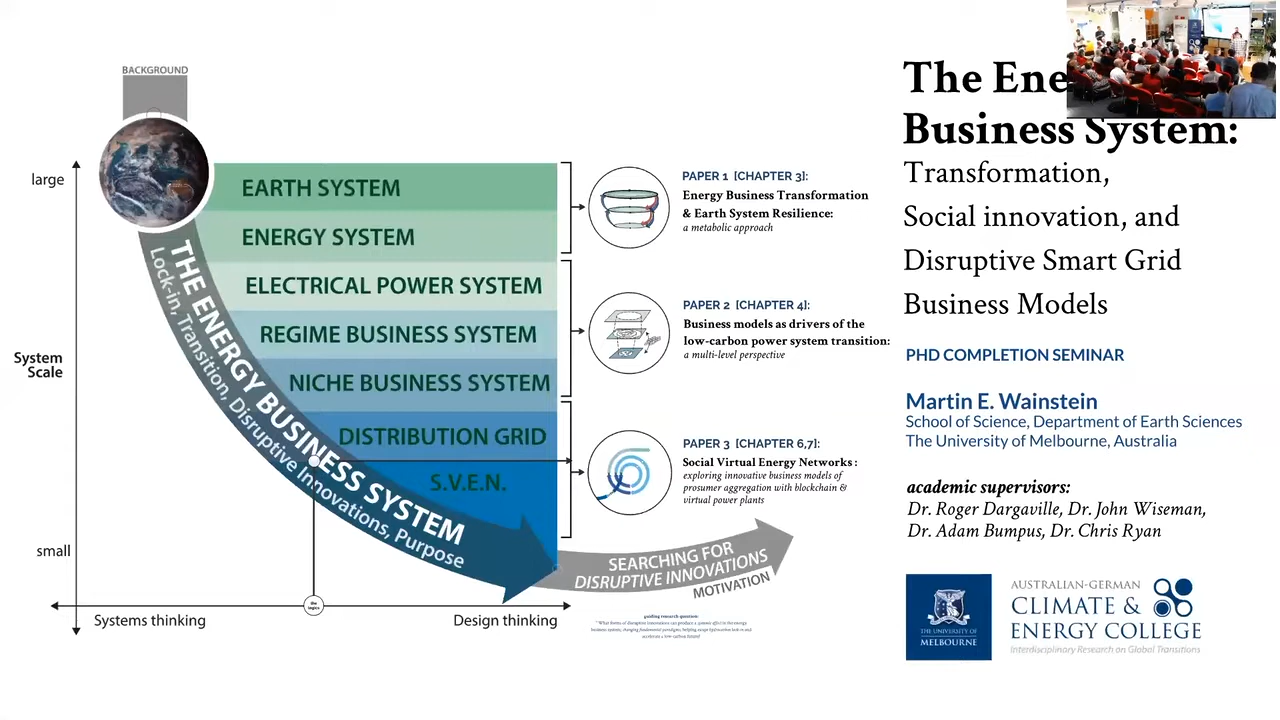 BACKGROUND
large
System
Scale
small
Systems thinking
Design thinking
EARTH SYSTEM
ENERGY SYSTEM
ELECTRICAL POWER SYSTEM
REGIME BUSINESS SYSTEM
NICHE BUSINESS SYSTEM
DISTRIBUTION GRID
S.V.E.N.
THE ENERGY BUSINESS SYSTEM
Lock-in, Transition, Disruptive Innovations, Purpose
SEARCHING FOR
DISRUPTIVE INNOVATIONS
MOTIVATION
PAPER 1 [CHAPTER 3]:
Energy Business Transformation
& Earth System Resilience:
a metabolic approach
PAPER 2 [CHAPTER 4]:
Business models as drivers of the
low-carbon power system transition:
a multi-level perspective
PAPER 3 [CHAPTER 6,7]:
Social Virtual Energy Networks :
exploring innovative business models of
prosumer aggregation with blockchain &
virtual power plants
guiding research question:
The Ene
Business System:
Transformation,
Social innovation, and
Disruptive Smart Grid
Business Models
PHD COMPLETION SEMINAR
Martin E. Wainstein
School of Science, Department of Earth Sciences
The University of Melbourne, Australia
academic supervisors:
Dr. Roger Dargaville, Dr. John Wiseman,
Dr. Adam Bumpus, Dr. Chris Ryan
THE UNIVERSITY OF
MELBOURNE
AUSTRALIAN-GERMAN
CLIMATE &
ENERGY COLLEGE
Interdisciplinary Research on Global Transitions